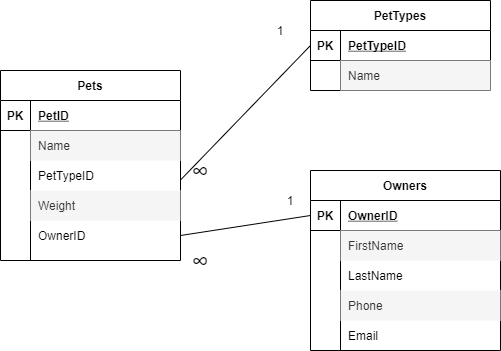 PetTypes
PK PetTypeID
Name
1
Pets
PK PetID
Name
PetTypeID
Weight
OwnerID
∞
∞
1
Owners
PK OwnerID
FirstName
LastName
Phone
Email